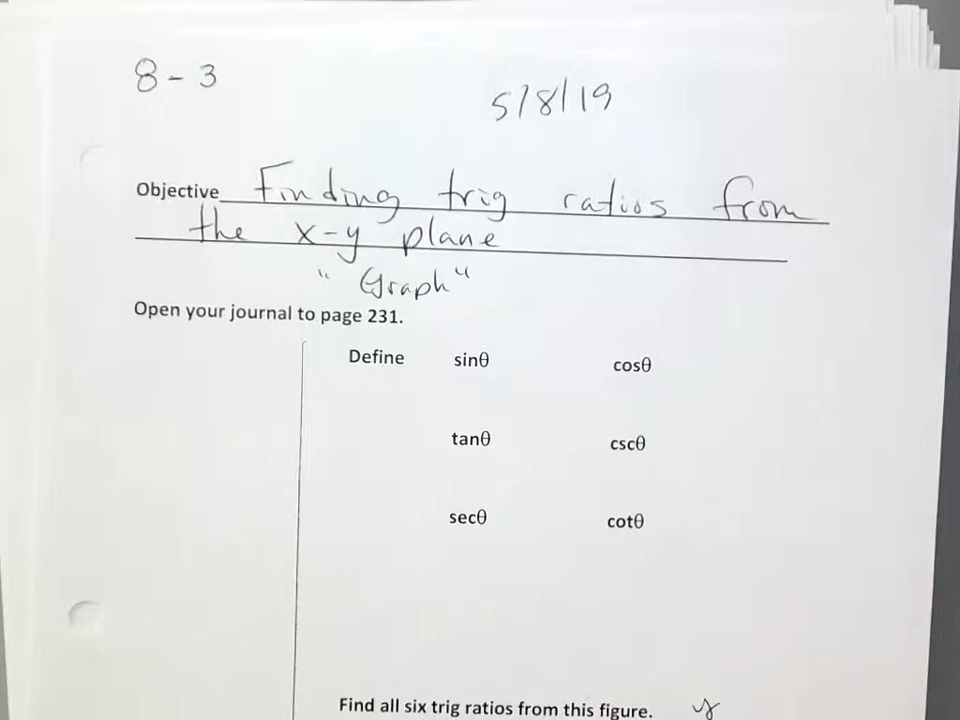 8-3
5/8/19
Objective Finding trig ratios from
the x-y plane
"Graph"
Open your journal to page 231.
Define sinθ cosθ
tanθ cscθ
secθ cotθ
Find all six trig ratios from this figure. y